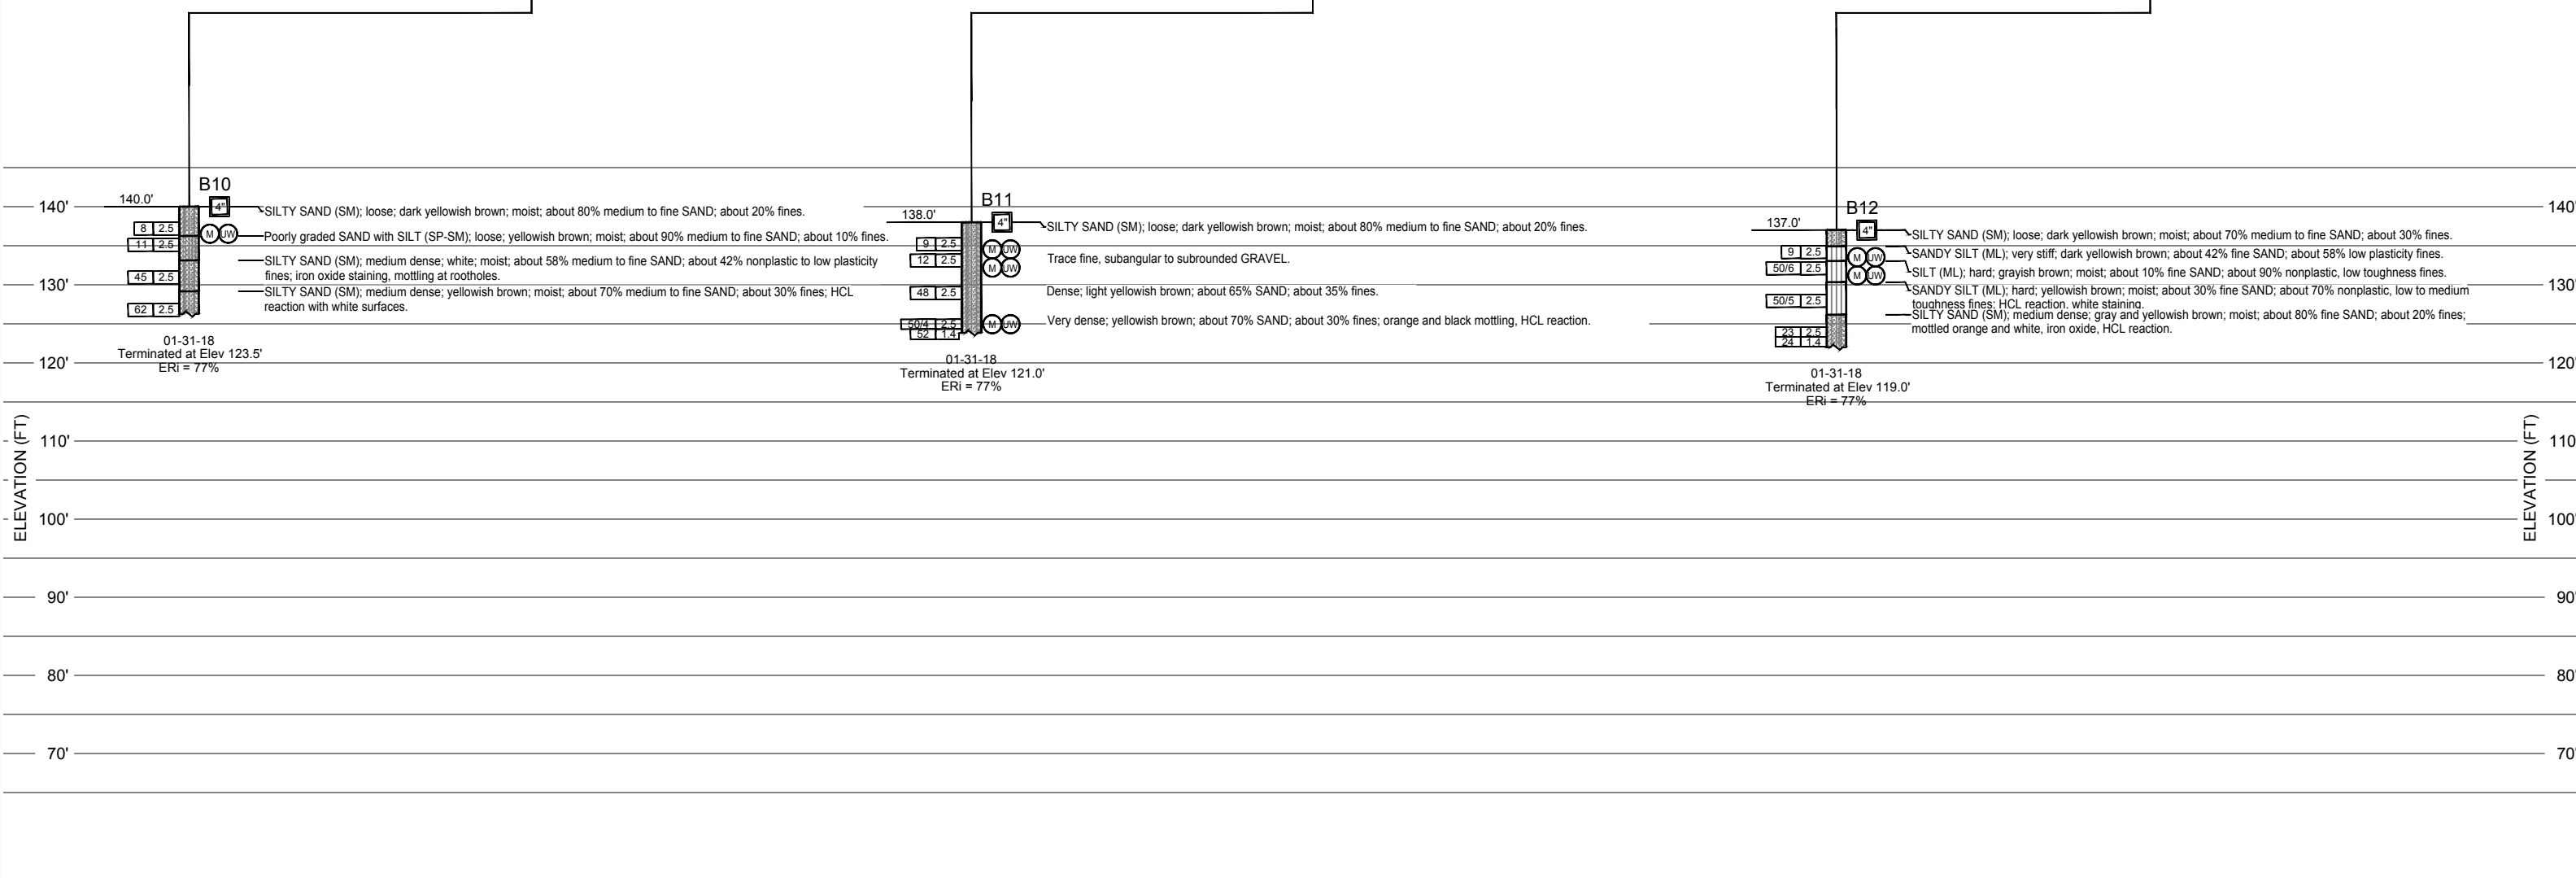 B10
140.0'
4"
SILTY SAND (SM); loose; dark yellowish brown; moist; about 80% medium to fine SAND; about 20% fines.
8 2.5
M UW
Poorly graded SAND with SILT (SP-SM); loose; yellowish brown; moist; about 90% medium to fine SAND; about 10% fines.
11 2.5
SILTY SAND (SM); medium dense; white; moist; about 58% medium to fine SAND; about 42% nonplastic to low plasticity
fines; iron oxide staining, mottling at rootholes.
45 2.5
SILTY SAND (SM); medium dense; yellowish brown; moist; about 70% medium to fine SAND; about 30% fines; HCL
reaction with white surfaces.
62 2.5
01-31-18
Terminated at Elev 123.5'
ERi = 77%
B11
138.0'
4"
SILTY SAND (SM); loose; dark yellowish brown; moist; about 80% medium to fine SAND; about 20% fines.
9 2.5
M UW
12 2.5
Trace fine, subangular to subrounded GRAVEL.
M UW
48 2.5
Dense; light yellowish brown; about 65% SAND; about 35% fines.
50/4 2.5
M UW
Very dense; yellowish brown; about 70% SAND; about 30% fines; orange and black mottling, HCL reaction.
52 1.4
01-31-18
Terminated at Elev 121.0'
ERi = 77%
B12
137.0'
4"
SILTY SAND (SM); loose; dark yellowish brown; moist; about 70% medium to fine SAND; about 30% fines.
9 2.5
M UW
SANDY SILT (ML); very stiff; dark yellowish brown; about 42% fine SAND; about 58% low plasticity fines.
50/6 2.5
M UW
SILT (ML); hard; grayish brown; moist; about 10% fine SAND; about 90% nonplastic, low toughness fines.
SANDY SILT (ML); hard; yellowish brown; moist; about 30% fine SAND; about 70% nonplastic, low to medium
toughness fines; HCL reaction, white staining.
50/5 2.5
SILTY SAND (SM); medium dense; gray and yellowish brown; moist; about 80% fine SAND; about 20% fines;
mottled orange and white, iron oxide, HCL reaction.
23 2.5
24 1.4
01-31-18
Terminated at Elev 119.0'
ERi = 77%
ELEVATION (FT)
140'
130'
120'
110'
100'
90'
80'
70'
ELEVATION (FT)
140'
130'
120'
110'
100'
90'
80'
70'